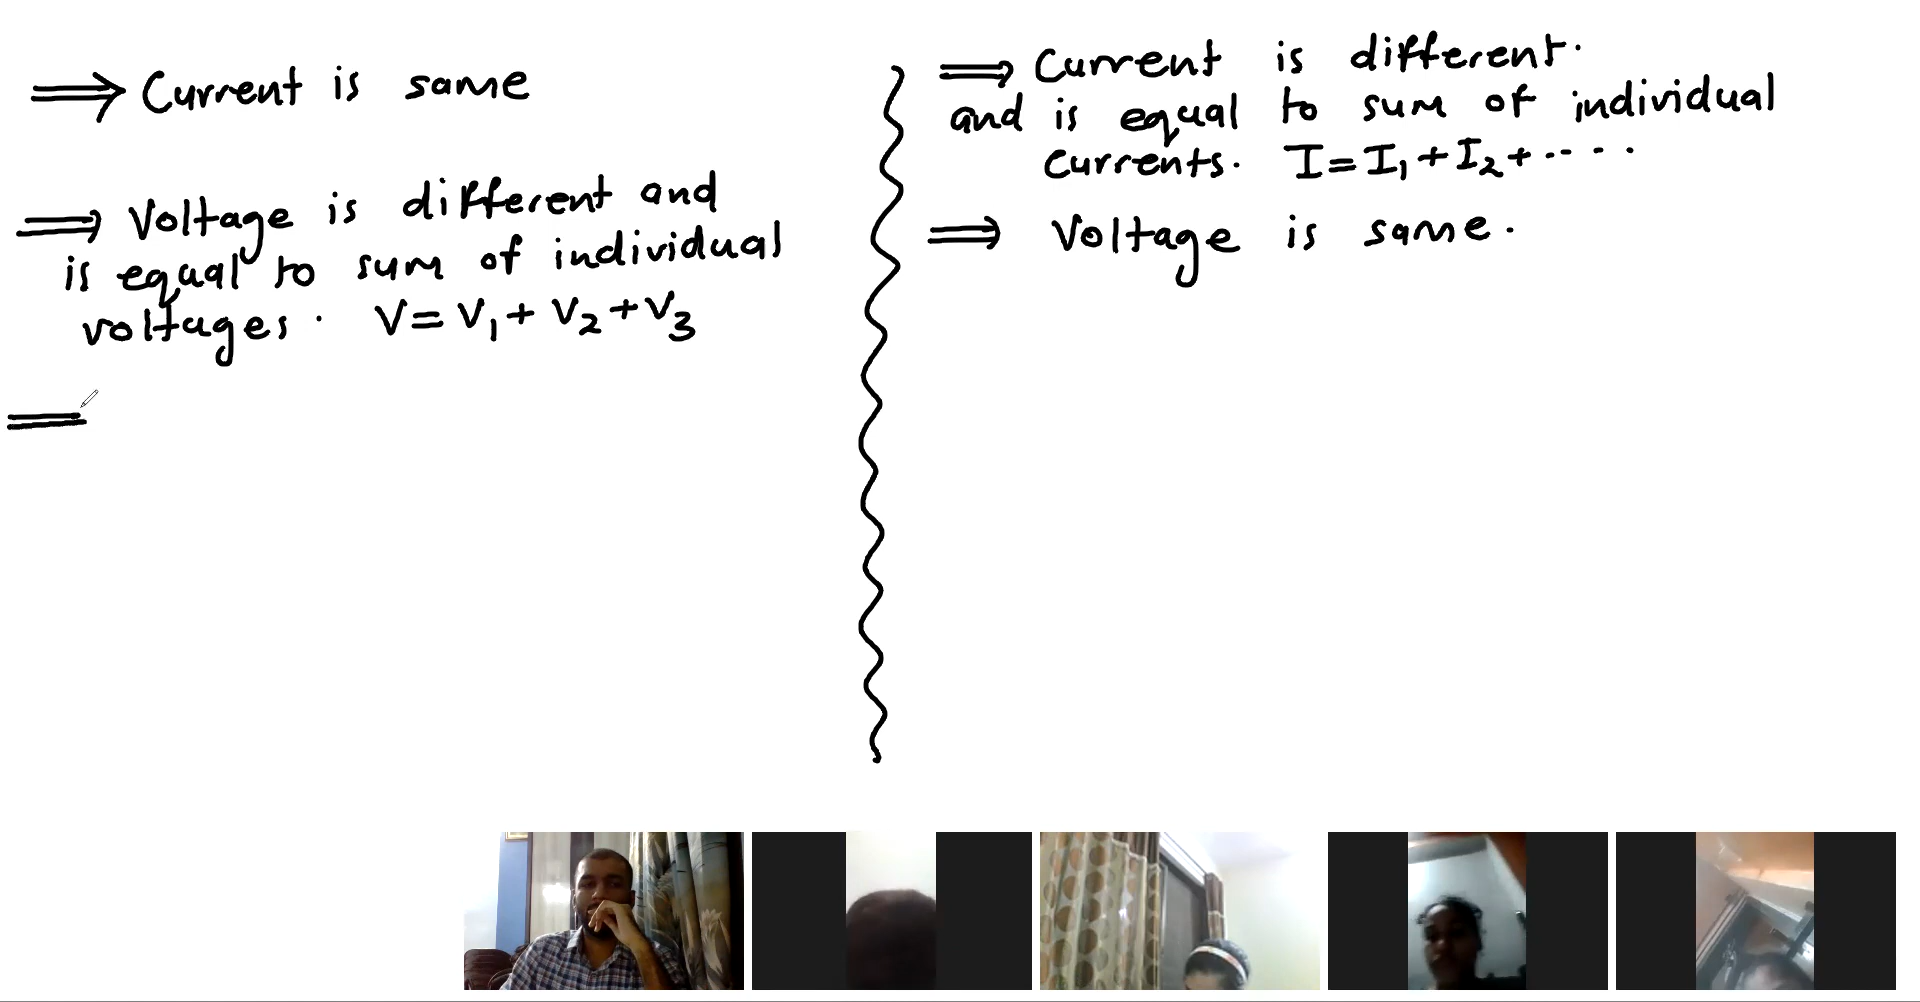 ⟹ Current is same
⟹ Voltage is different and
is equal to sum of individual
voltages. V = V₁ + V₂ + V₃
⟹ Current is different.
and is equal to sum of individual
currents. I = I₁ + I₂ + .....
⟹ Voltage is same.